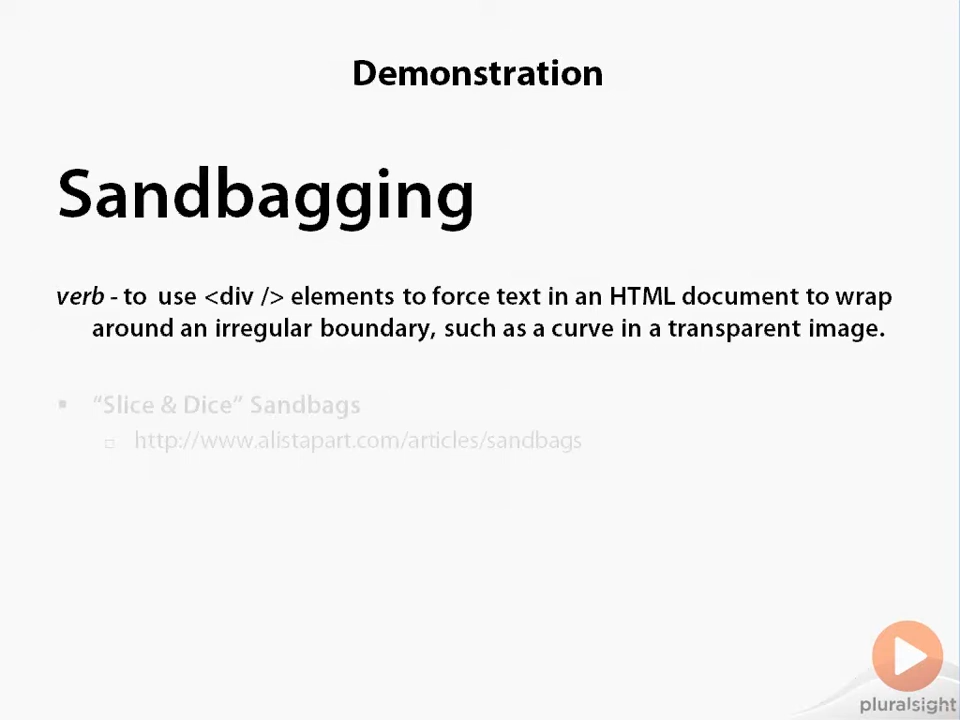 Demonstration
Sandbagging
verb - to use <div /> elements to force text in an HTML document to wrap
around an irregular boundary, such as a curve in a transparent image.
• “Slice & Dice” Sandbags
□ http://www.alistapart.com/articles/sandbags
pluralsight